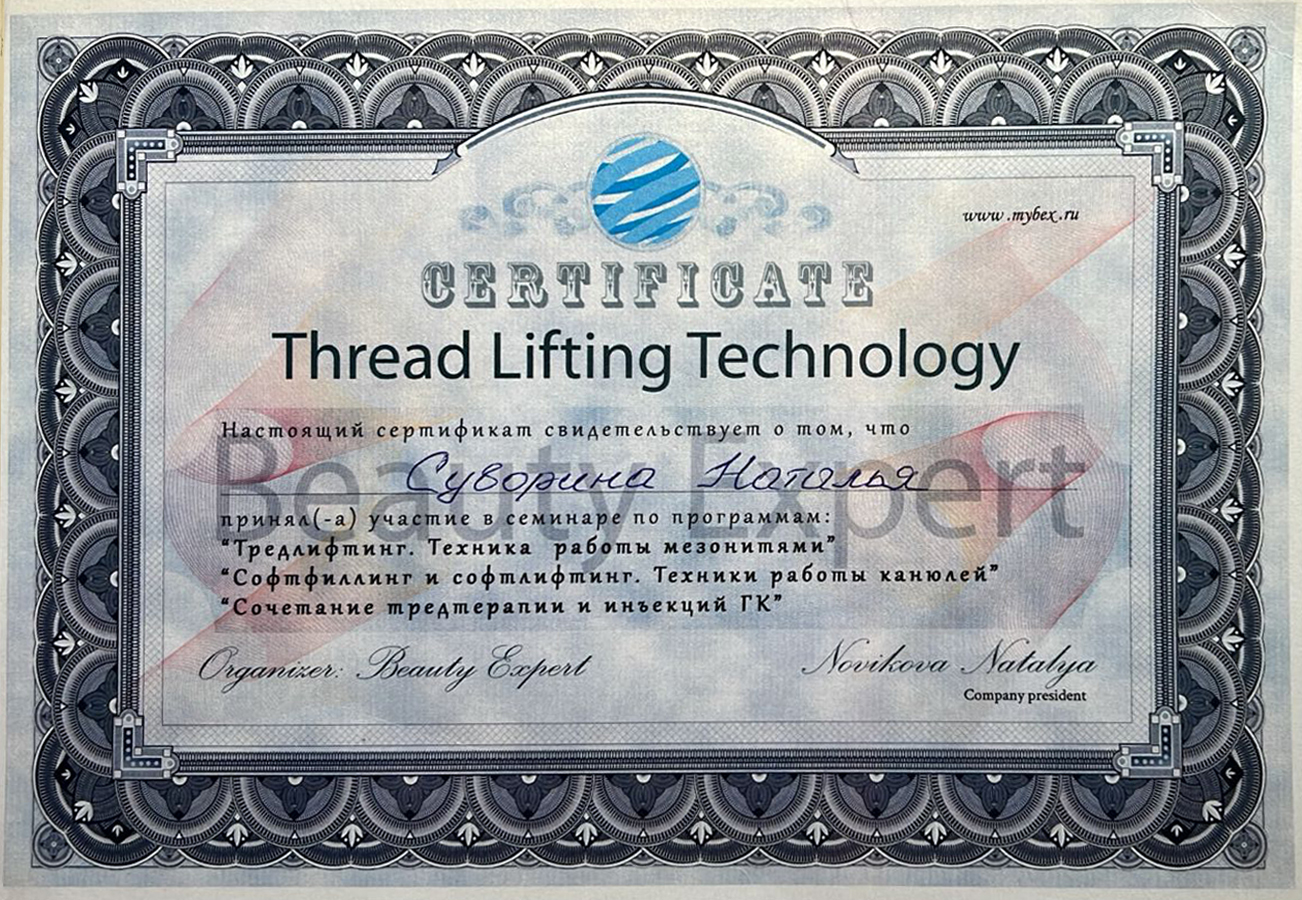 www.mybex.ru
CERTIFICATE
Thread Lifting Technology
Настоящий сертификат свидетельствует о том, что
Beauty Expert
Суворина Наталья
принял(-а) участие в семинаре по программам:
“Тредлифтинг. Техника работы мезонитями”
“Софтфиллинг и софтлифтинг. Техники работы канюлей”
“Сочетание тредтерапии и инъекций ГК”
Organizer: Beauty Expert
Novikova Natalya
Company president